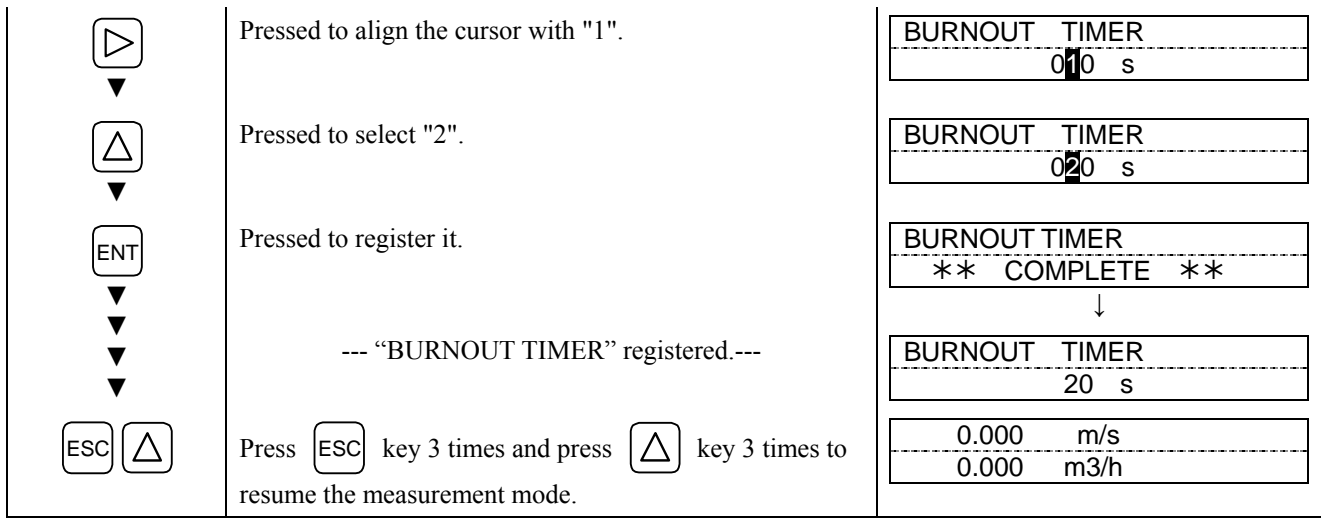 Pressed to align the cursor with "1".
BURNOUT TIMER
010 s
Pressed to select "2".
BURNOUT TIMER
020 s
ENT
Pressed to register it.
BURNOUT TIMER
** COMPLETE **
↓
--- “BURNOUT TIMER” registered.---
BURNOUT TIMER
20 s
ESC
Press ESC key 3 times and press △ key 3 times to
resume the measurement mode.
0.000 m/s
0.000 m3/h